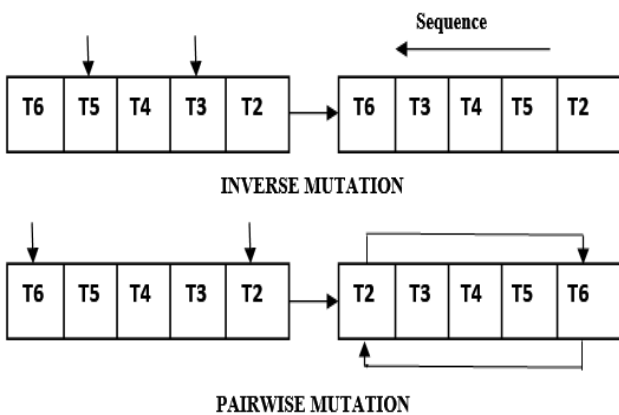 Sequence
T6 T5 T4 T3 T2 T6 T3 T4 T5 T2
INVERSE MUTATION
T6 T5 T4 T3 T2 T2 T3 T4 T5 T6
PAIRWISE MUTATION